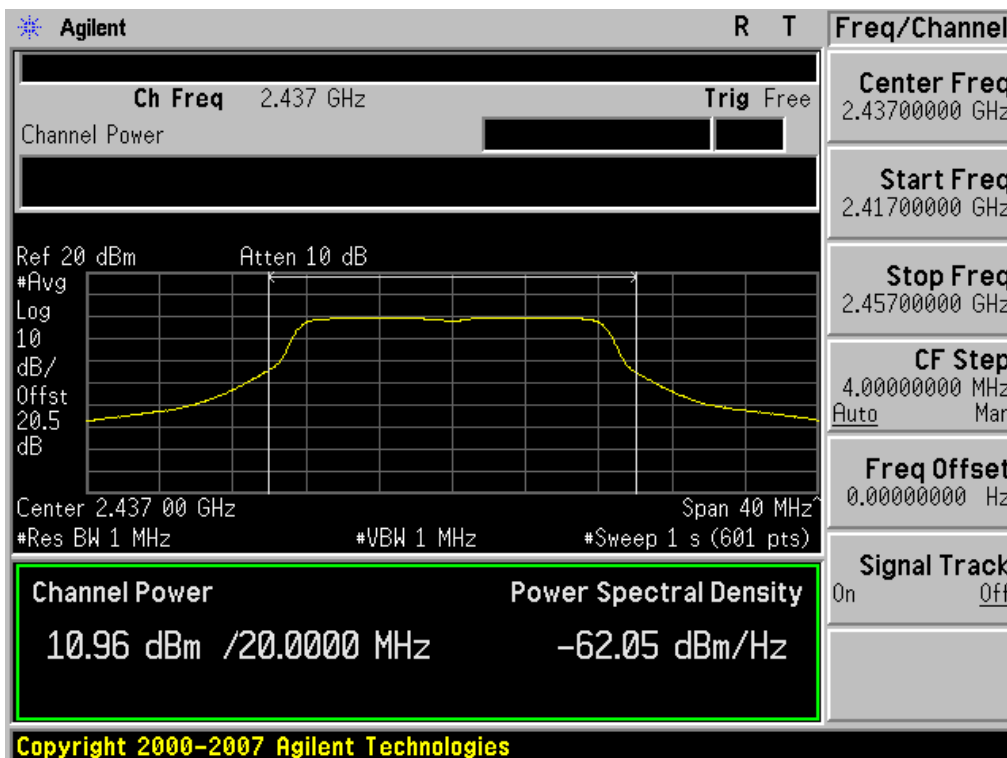 Agilent R T Freq/Channel
Ch Freq 2.437 GHz Trig Free
Channel Power
Center Freq
2.43700000 GHz
Start Freq
2.41700000 GHz
Stop Freq
2.45700000 GHz
CF Step
4.00000000 MHz
Auto Man
Freq Offset
0.00000000 Hz
Signal Track
On Off
Ref 20 dBm Atten 10 dB
#Avg
Log
10
dB/
Offst
20.5
dB
Center 2.437 00 GHz Span 40 MHz^
#Res BW 1 MHz #VBW 1 MHz #Sweep 1 s (601 pts)
Channel Power Power Spectral Density
10.96 dBm /20.0000 MHz -62.05 dBm/Hz
Copyright 2000-2007 Agilent Technologies